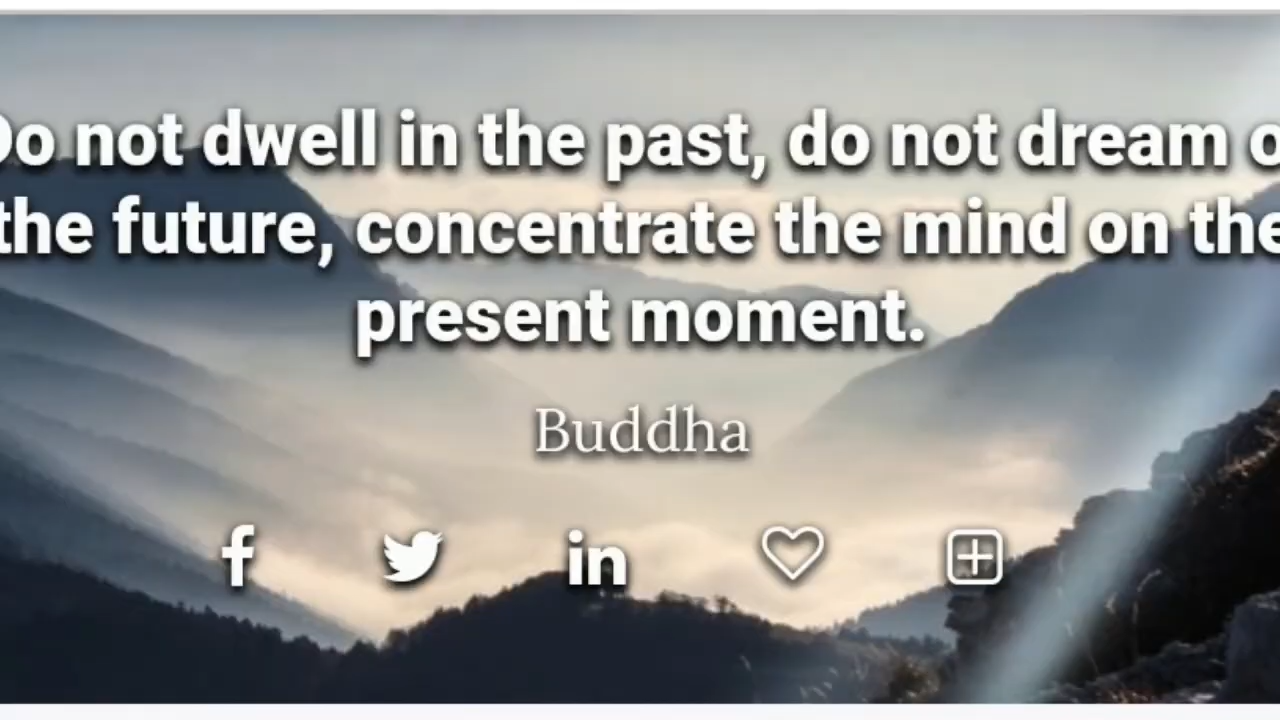 Do not dwell in the past, do not dream o
the future, concentrate the mind on the
present moment.
Buddha